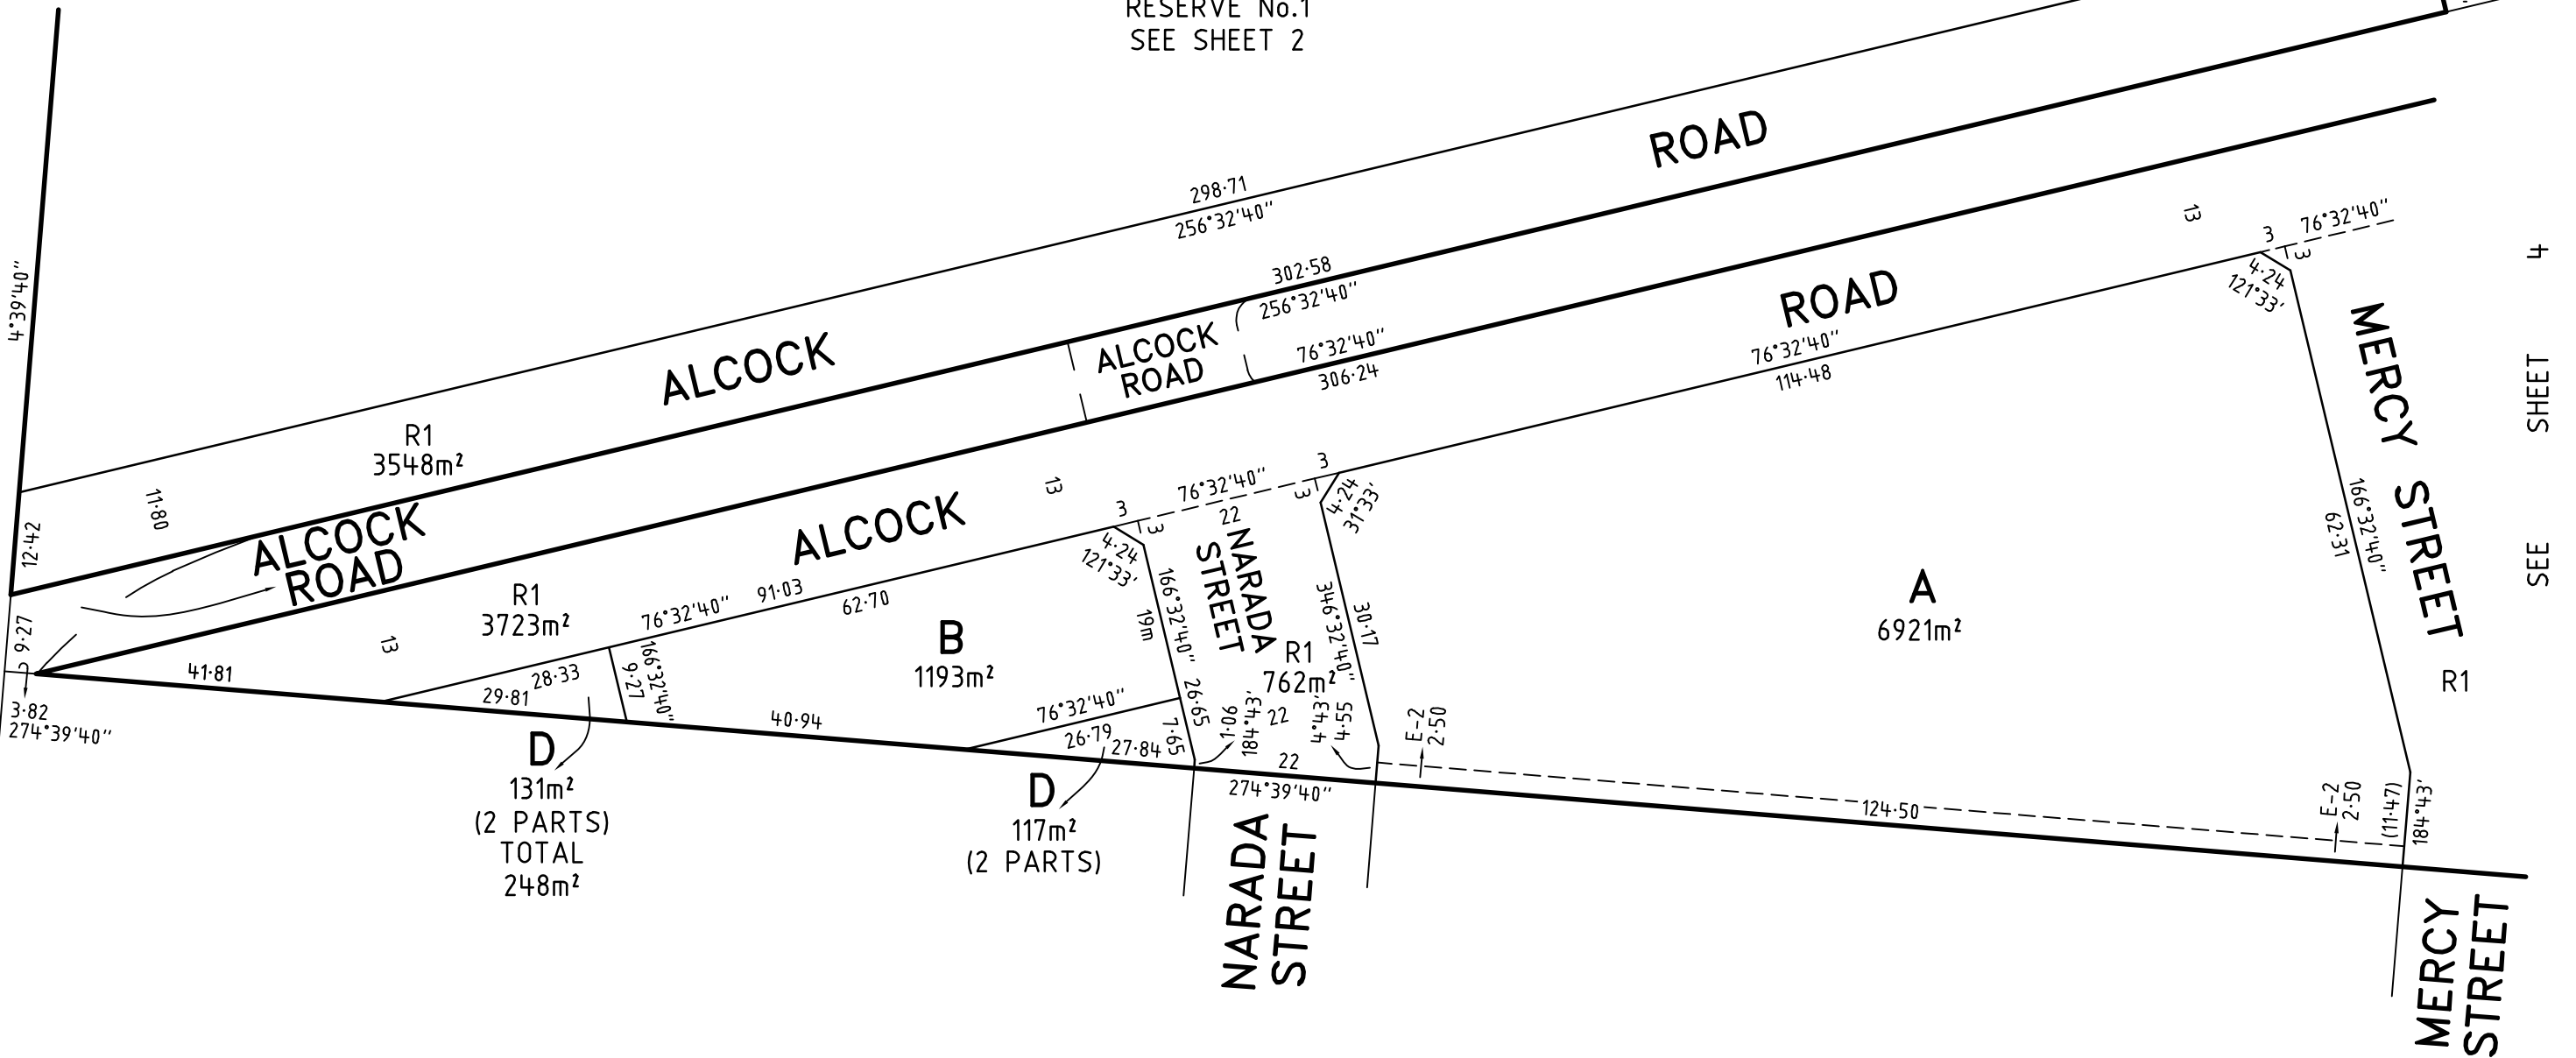 RESERVE No.1
SEE SHEET 2
ROAD
298·71
256°32'40"
4°39'40"
302·58
256°32'40"
ALCOCK
ALCOCK
ROAD
76°32'40"
306·24
13
3
76°32'40"
3
4·24
121°33'
ROAD
76°32'40"
114·48
SEE SHEET 4
MERCY STREET
R1
3548m²
11·80
12·42
ALCOCK
ROAD
ALCOCK
13
3
76°32'40"
3
22
3
3
4·24
121°33'
4·24
31°33'
NARADA
STREET
R1
3723m²
13
76°32'40"
91·03
62·70
B
1193m²
19m
166°32'40"
26·65
346°32'40"
30·17
R1
762m²
A
6921m²
166°32'40"
62·31
R1
9·27
3·82
274°39'40"
41·81
28·33
29·81
166°32'40"
9·27
40·94
76°32'40"
26·79
27·84
7·65
1·06
184°43'
22
4°43'
4·55
22
274°39'40"
E-2
2·50
124·50
E-2
2·50
(11·47)
184°43'
D
131m²
(2 PARTS)
TOTAL
248m²
D
117m²
(2 PARTS)
NARADA
STREET
MERCY
STREET